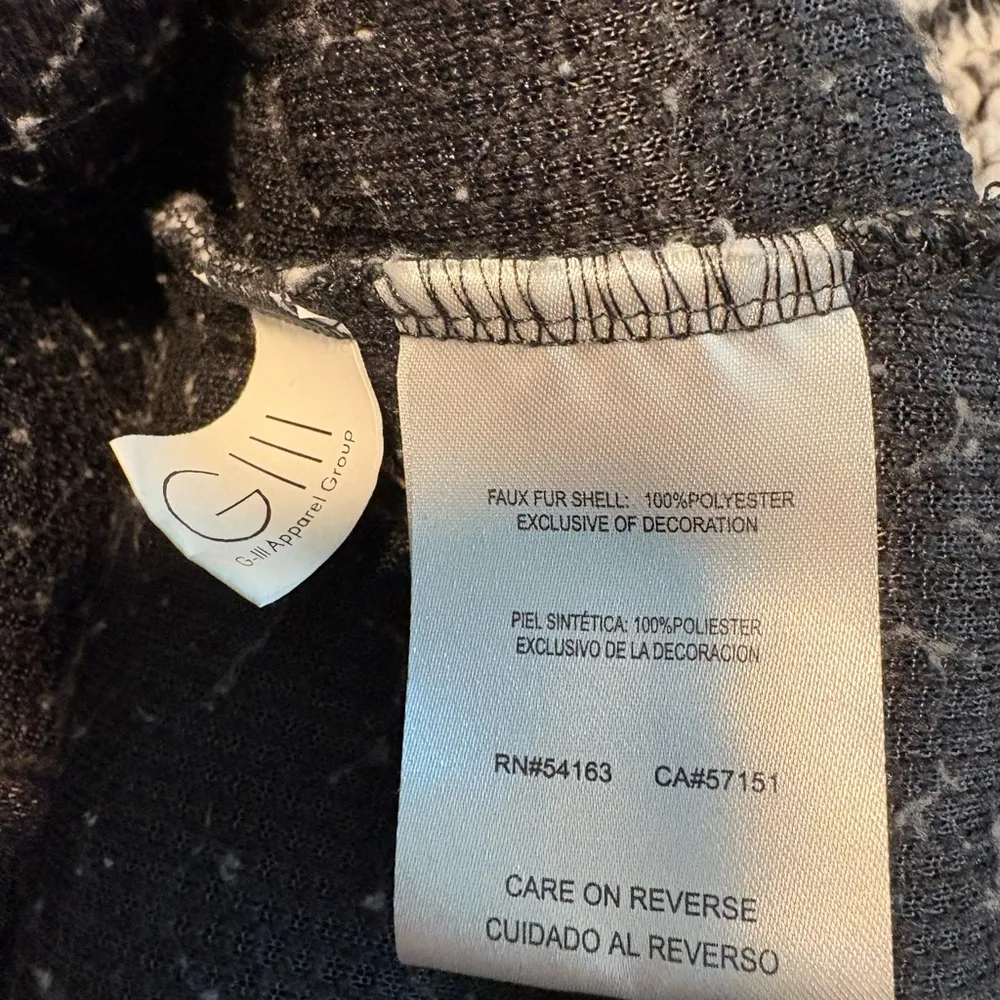 GIII
G-III Apparel Group
FAUX FUR SHELL: 100%POLYESTER
EXCLUSIVE OF DECORATION
PIEL SINTÉTICA: 100%POLIESTER
EXCLUSIVO DE LA DECORACION
RN#54163 CA#57151
CARE ON REVERSE
CUIDADO AL REVERSO